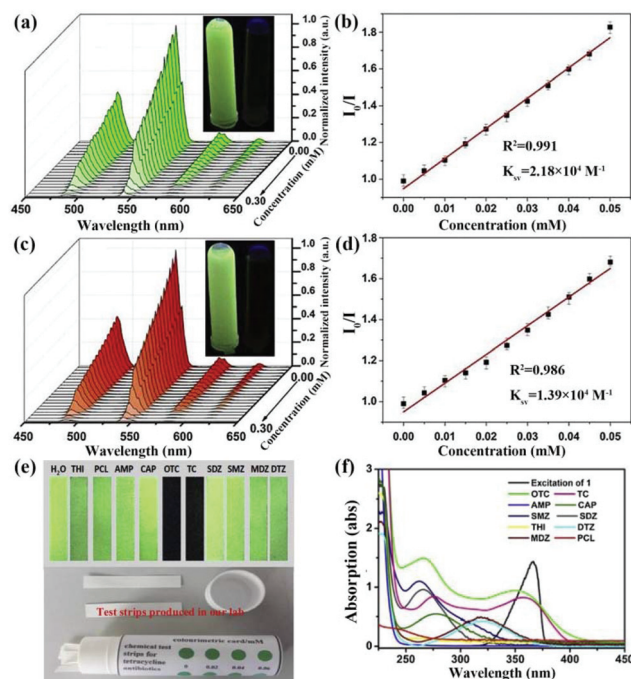 (a)
1.0
0.8
0.6
0.4
0.2
0.0
Normalized intensity (a.u.)
0.00
0.30
Concentration (mM)
450 500 550 600 650
Wavelength (nm)
(b)
I0/I
1.8
1.6
1.4
1.2
1.0
R²=0.991
Ksv=2.18×10⁴ M⁻¹
0.00 0.01 0.02 0.03 0.04 0.05
Concentration (mM)
(c)
1.0
0.8
0.6
0.4
0.2
0.0
Normalized intensity (a.u.)
0.00
0.30
Concentration (mM)
450 500 550 600 650
Wavelength (nm)
(d)
I0/I
1.8
1.6
1.4
1.2
1.0
R²=0.986
Ksv=1.39×10⁴ M⁻¹
0.00 0.01 0.02 0.03 0.04 0.05
Concentration (mM)
(e)
H₂O THI PCL AMP CAP OTC TC SDZ SMZ MDZ DTZ
Test strips produced in our lab
colourimetric card/mM
chemical test
strips for
tetracycline
antibiotics
0 0.02 0.04 0.06
(f)
Absorption (abs)
3
2
1
0
Excitation of 1
OTC TC
AMP CAP
SMZ SDZ
THI DTZ
MDZ PCL
250 300 350 400 450
Wavelength (nm)